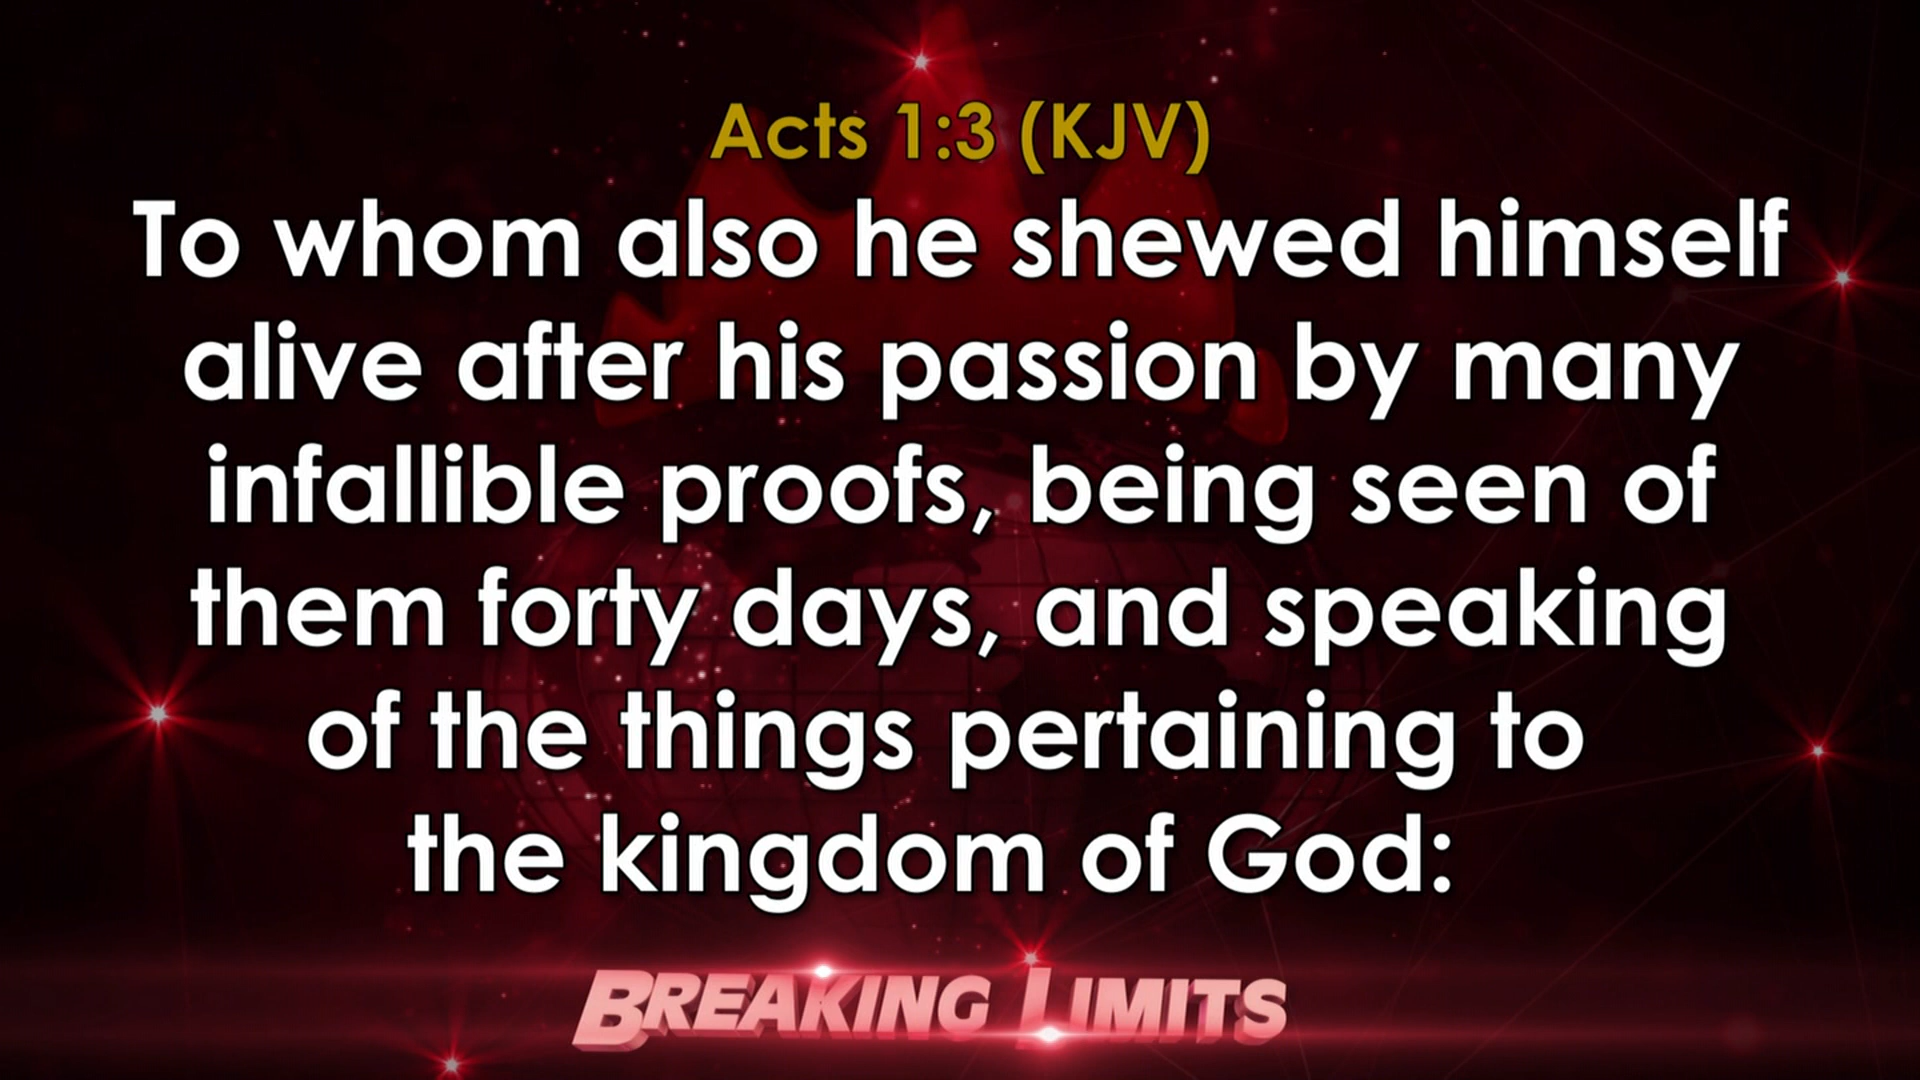 Acts 1:3 (KJV)
To whom also he shewed himself
alive after his passion by many
infallible proofs, being seen of
them forty days, and speaking
of the things pertaining to
the kingdom of God:
BREAKING LIMITS